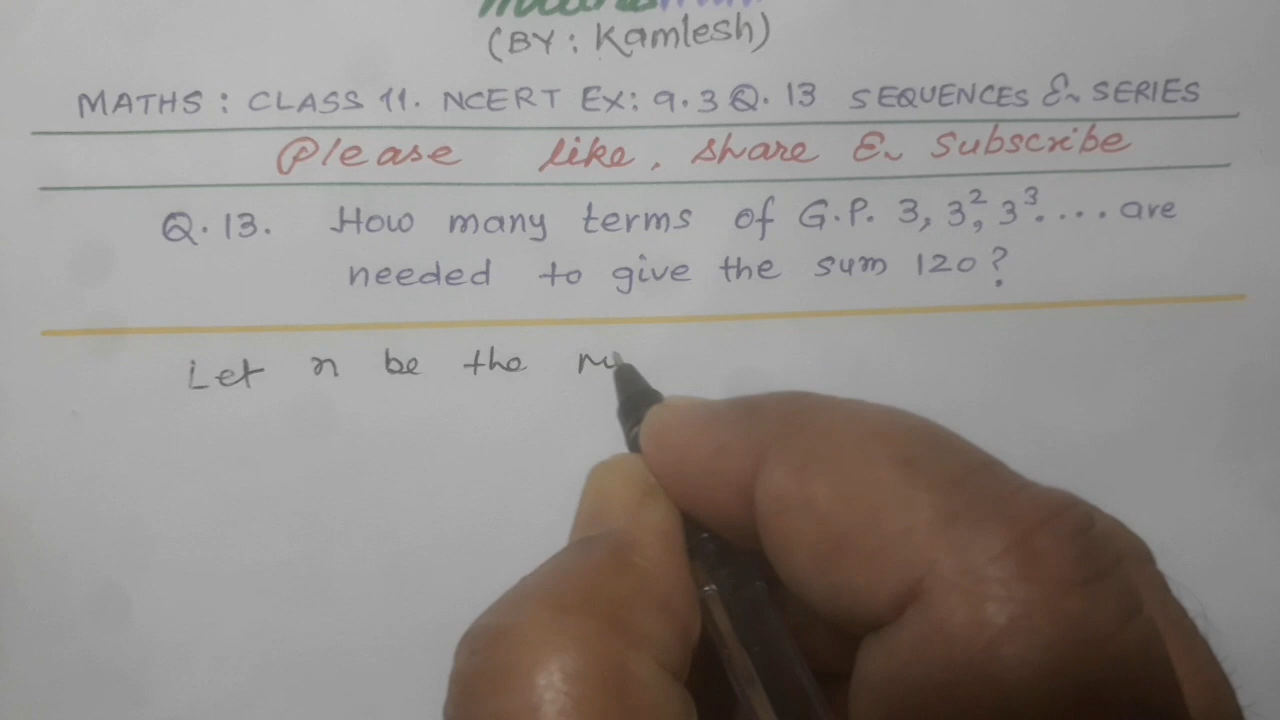 (BY: Kamlesh)
MATHS: CLASS 11. NCERT EX: 9.3 Q. 13 SEQUENCES & SERIES
Please like, share & Subscribe
Q.13. How many terms of G.P. 3, 3², 3³.... are
needed to give the sum 120?
Let n be the